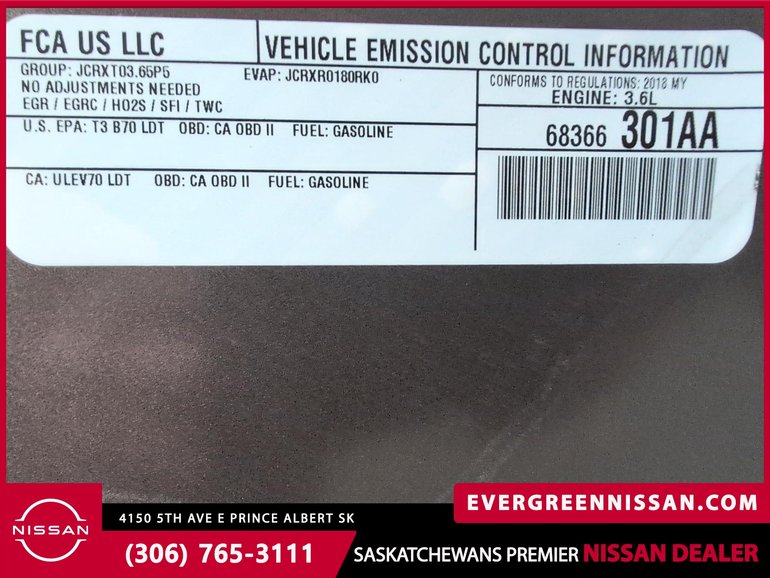 FCA US LLC
VEHICLE EMISSION CONTROL INFORMATION
GROUP: JCRXT03.65P5 EVAP: JCRXR0180RK0
NO ADJUSTMENTS NEEDED
EGR / EGRC / HO2S / SFI / TWC
CONFORMS TO REGULATIONS: 2018 MY
ENGINE: 3.6L
U.S. EPA: T3 B70 LDT OBD: CA OBD II FUEL: GASOLINE
68366 301AA
CA: ULEV70 LDT OBD: CA OBD II FUEL: GASOLINE
NISSAN
4150 5TH AVE E PRINCE ALBERT SK
(306) 765-3111
EVERGREENNISSAN.COM
SASKATCHEWANS PREMIER NISSAN DEALER